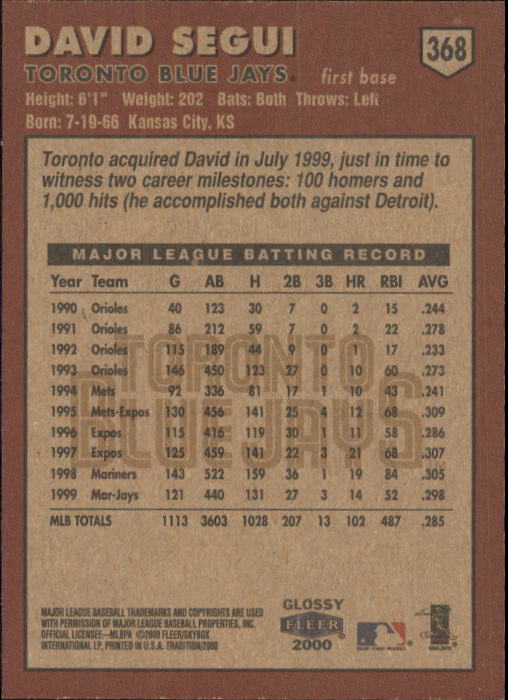 DAVID SEGUI
368
TORONTO BLUE JAYS first base
Height: 6'1" Weight: 202 Bats: Both Throws: Left
Born: 7-19-66 Kansas City, KS
Toronto acquired David in July 1999, just in time to
witness two career milestones: 100 homers and
1,000 hits (he accomplished both against Detroit).
MAJOR LEAGUE BATTING RECORD
Year Team G AB H 2B 3B HR RBI AVG
1990 Orioles 40 123 30 7 0 2 15 .244
1991 Orioles 86 212 59 7 0 2 22 .278
1992 Orioles 115 189 44 9 0 1 17 .233
1993 Orioles 146 450 123 27 0 10 60 .273
1994 Mets 92 336 81 17 1 10 43 .241
1995 Mets-Expos 130 456 141 25 4 12 68 .309
1996 Expos 115 416 119 30 1 11 58 .286
1997 Expos 125 459 141 22 3 21 68 .307
1998 Mariners 143 522 159 36 1 19 84 .305
1999 Mar-Jays 121 440 131 27 3 14 52 .298
MLB TOTALS 1113 3603 1028 207 13 102 487 .285
TORONTO
BLUE JAYS
MAJOR LEAGUE BASEBALL TRADEMARKS AND COPYRIGHTS ARE USED
WITH PERMISSION OF MAJOR LEAGUE BASEBALL PROPERTIES, INC.
OFFICIAL LICENSEE—MLBPA ©2000 FLEER/SKYBOX
INTERNATIONAL LP, PRINTED IN U.S.A. TRADITION/2000
GLOSSY
FLEER
2000